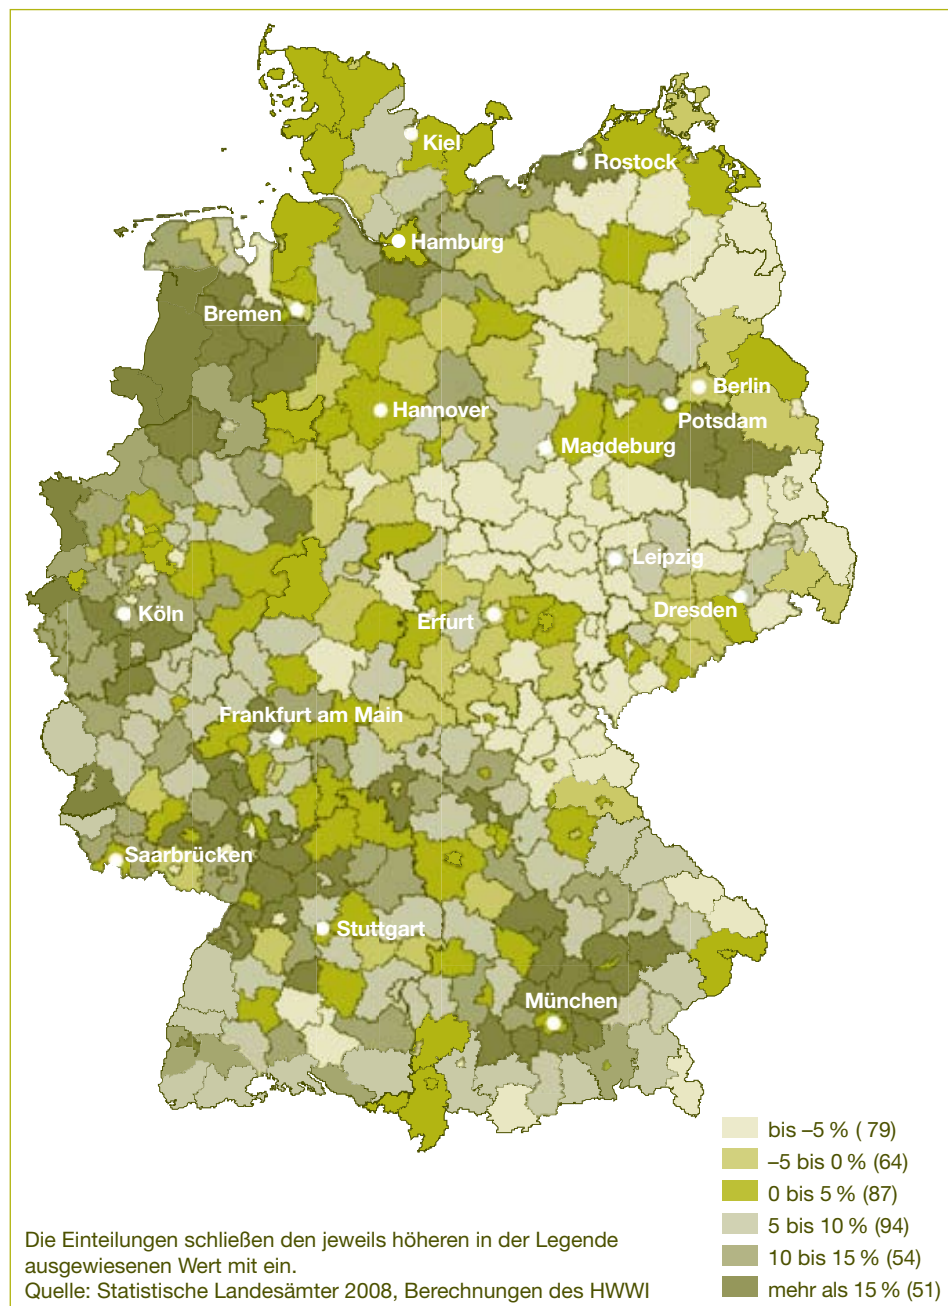 Kiel
Rostock
Hamburg
Bremen
Berlin
Hannover
Potsdam
Magdeburg
Leipzig
Köln
Erfurt
Dresden
Frankfurt am Main
Saarbrücken
Stuttgart
München
bis –5 % ( 79)
–5 bis 0 % (64)
0 bis 5 % (87)
5 bis 10 % (94)
10 bis 15 % (54)
mehr als 15 % (51)
Die Einteilungen schließen den jeweils höheren in der Legende
ausgewiesenen Wert mit ein.
Quelle: Statistische Landesämter 2008, Berechnungen des HWWI